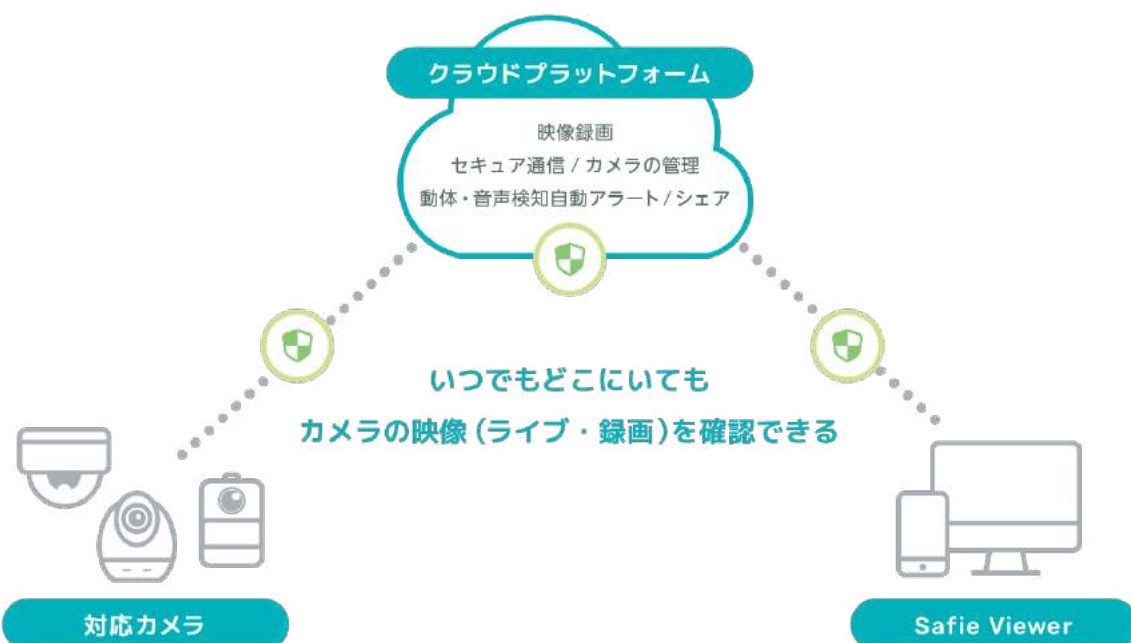 クラウドプラットフォーム
映像録画
セキュア通信 / カメラの管理
動体・音声検知自動アラート / シェア
いつでもどこにいても
カメラの映像（ライブ・録画）を確認できる
対応カメラ
Safie Viewer